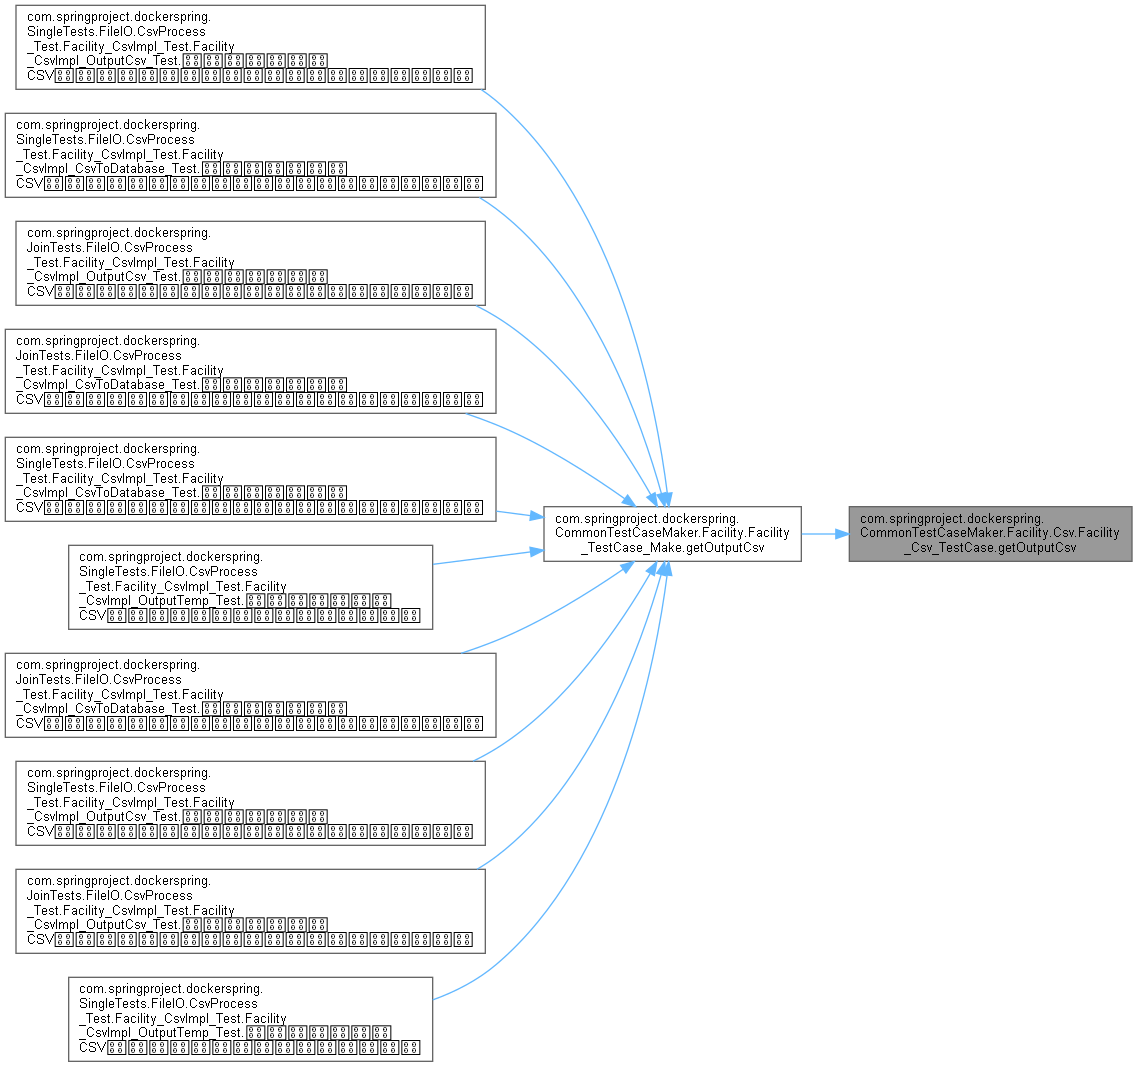 com.springproject.dockerspring.
SingleTests.FileIO.CsvProcess
_Test.Facility_CsvImpl_Test.Facility
_CsvImpl_OutputCsv_Test.
CSV
com.springproject.dockerspring.
SingleTests.FileIO.CsvProcess
_Test.Facility_CsvImpl_Test.Facility
_CsvImpl_CsvToDatabase_Test.
CSV
com.springproject.dockerspring.
JoinTests.FileIO.CsvProcess
_Test.Facility_CsvImpl_Test.Facility
_CsvImpl_OutputCsv_Test.
CSV
com.springproject.dockerspring.
JoinTests.FileIO.CsvProcess
_Test.Facility_CsvImpl_Test.Facility
_CsvImpl_CsvToDatabase_Test.
CSV
com.springproject.dockerspring.
SingleTests.FileIO.CsvProcess
_Test.Facility_CsvImpl_Test.Facility
_CsvImpl_CsvToDatabase_Test.
CSV
com.springproject.dockerspring.
SingleTests.FileIO.CsvProcess
_Test.Facility_CsvImpl_Test.Facility
_CsvImpl_OutputTemp_Test.
CSV
com.springproject.dockerspring.
JoinTests.FileIO.CsvProcess
_Test.Facility_CsvImpl_Test.Facility
_CsvImpl_CsvToDatabase_Test.
CSV
com.springproject.dockerspring.
SingleTests.FileIO.CsvProcess
_Test.Facility_CsvImpl_Test.Facility
_CsvImpl_OutputCsv_Test.
CSV
com.springproject.dockerspring.
JoinTests.FileIO.CsvProcess
_Test.Facility_CsvImpl_Test.Facility
_CsvImpl_OutputCsv_Test.
CSV
com.springproject.dockerspring.
SingleTests.FileIO.CsvProcess
_Test.Facility_CsvImpl_Test.Facility
_CsvImpl_OutputTemp_Test.
CSV
com.springproject.dockerspring.
CommonTestCaseMaker.Facility.Facility
_TestCase_Make.getOutputCsv
com.springproject.dockerspring.
CommonTestCaseMaker.Facility.Csv.Facility
_Csv_TestCase.getOutputCsv